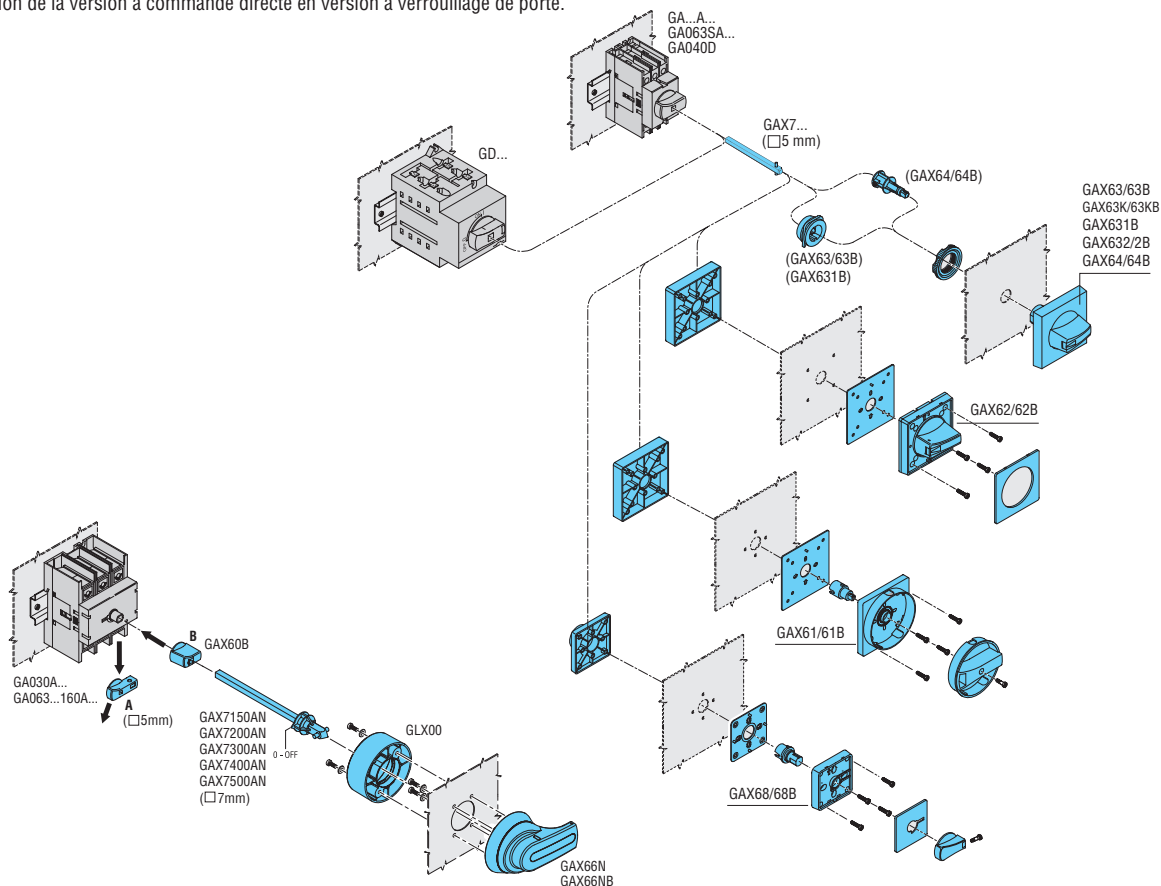 ion de la version à commande directe en version à verrouillage de porte.
GA...A...
GA063SA...
GA040D
GAX7...
(□5 mm)
GD...
(GAX64/64B)
GAX63/63B
GAX63K/63KB
GAX631B
GAX632/2B
GAX64/64B
(GAX63/63B)
(GAX631B)
GAX62/62B
GAX61/61B
B
GAX60B
GA030A...
GA063...160A...
A
(□5mm)
GAX7150AN
GAX7200AN
GAX7300AN
GAX7400AN
GAX7500AN
(□7mm)
0 - OFF
GLX00
GAX68/68B
GAX66N
GAX66NB